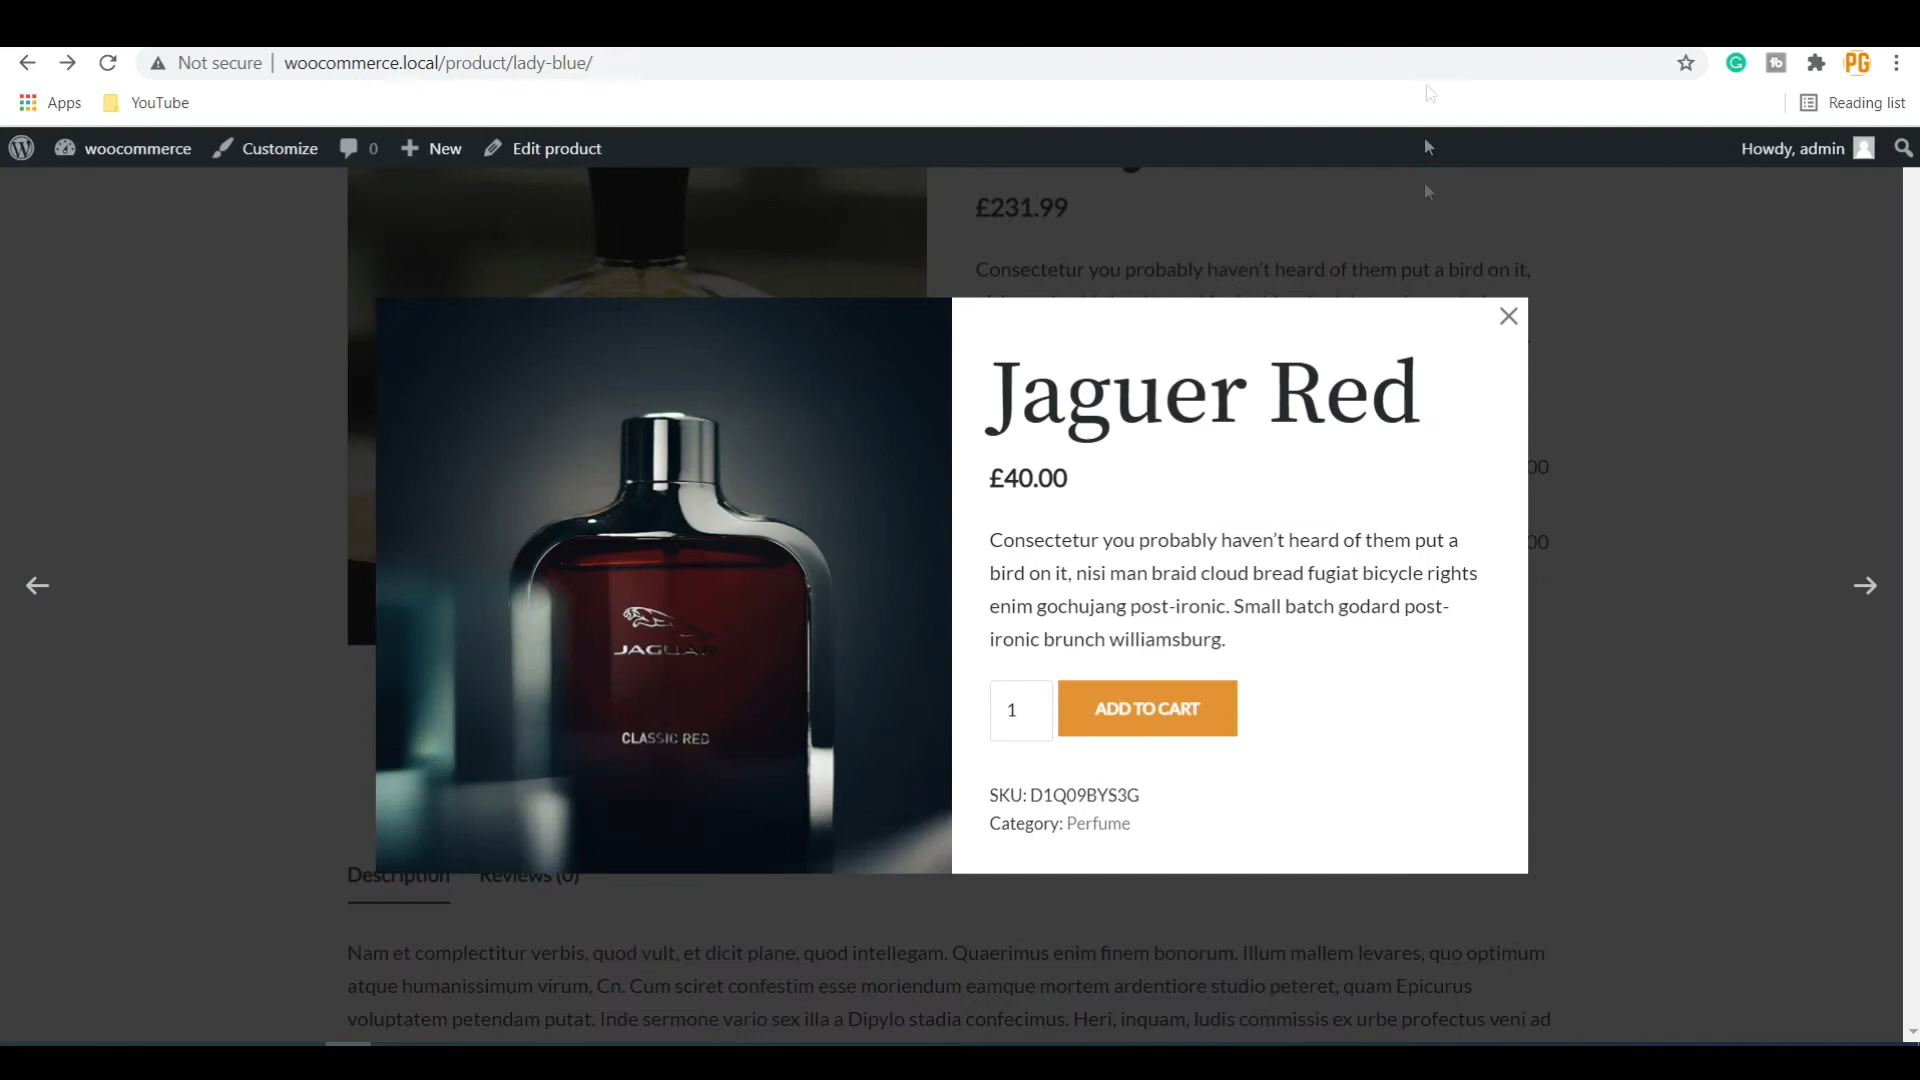 Not secure | woocommerce.local/product/lady-blue/
Apps YouTube Reading list
woocommerce Customize 0 New Edit product Howdy, admin
£231.99
Consectetur you probably haven't heard of them put a bird on it,
Jaguer Red
£40.00
Consectetur you probably haven't heard of them put a
bird on it, nisi man braid cloud bread fugiat bicycle rights
enim gochujang post-ironic. Small batch godard post-
ironic brunch williamsburg.
1 ADD TO CART
SKU: D1Q09BYS3G
Category: Perfume
JAGUAR
CLASSIC RED
00
00
Description Reviews (0)
Nam et complectitur verbis, quod vult, et dicit plane, quod intellegam. Quaerimus enim finem bonorum. Illum mallem levares, quo optimum
atque humanissimum virum, Cn. Cum sciret confestim esse moriendum eamque mortem ardentiore studio peteret, quam Epicurus
voluptatem petendam putat. Inde sermone vario sex illa a Dipylo stadia confecimus. Heri, inquam, ludis commissis ex urbe profectus veni ad
PG